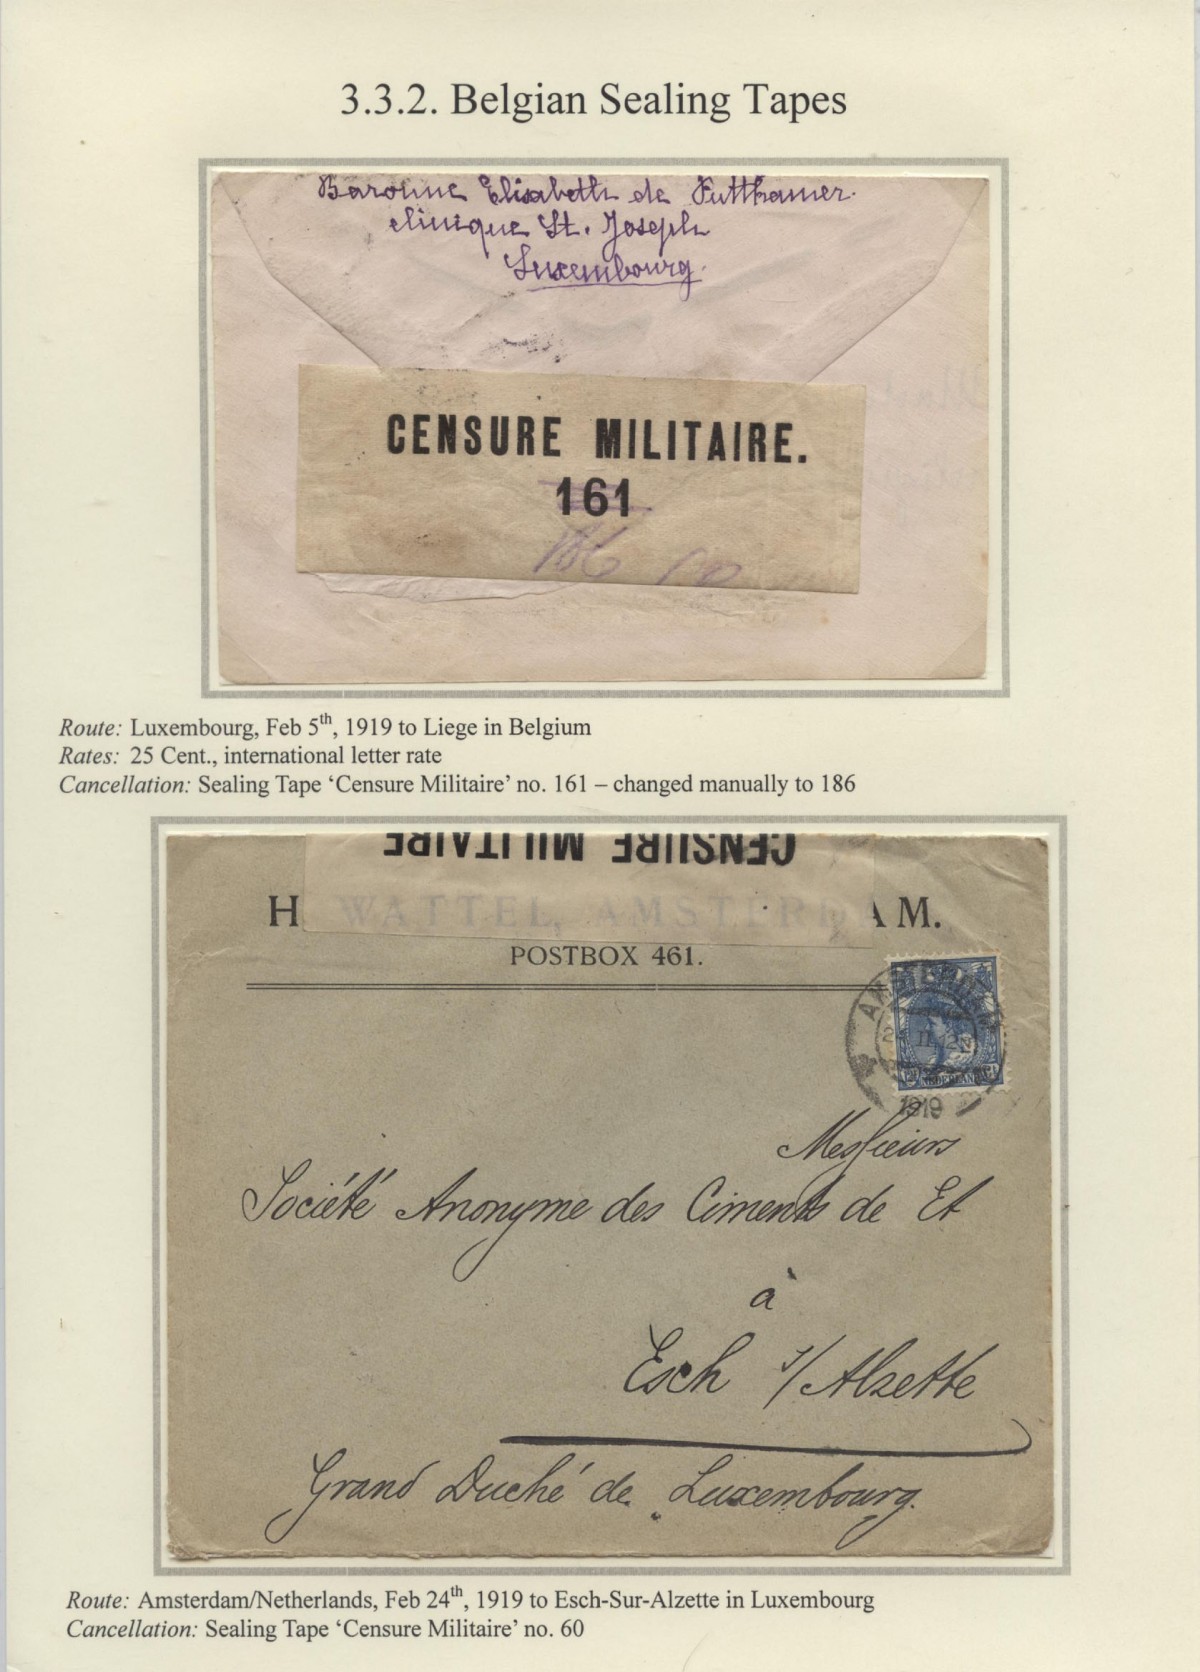 3.3.2. Belgian Sealing Tapes
Baronne Elisabeth de Puttkamer.
clinique St. Joseph
Luxembourg.
CENSURE MILITAIRE.
161
186
Route: Luxembourg, Feb 5th, 1919 to Liege in Belgium
Rates: 25 Cent., international letter rate
Cancellation: Sealing Tape ‘Censure Militaire’ no. 161 – changed manually to 186
CENSURE MILITAIRE
H WATTEL, AMSTERDAM.
POSTBOX 461.
AMSTERDAM
1919
NEDERLAND
Messieurs
Société Anonyme des Ciments de Et
à
Esch s/Alzette
Grand Duché de Luxembourg.
Route: Amsterdam/Netherlands, Feb 24th, 1919 to Esch-Sur-Alzette in Luxembourg
Cancellation: Sealing Tape ‘Censure Militaire’ no. 60